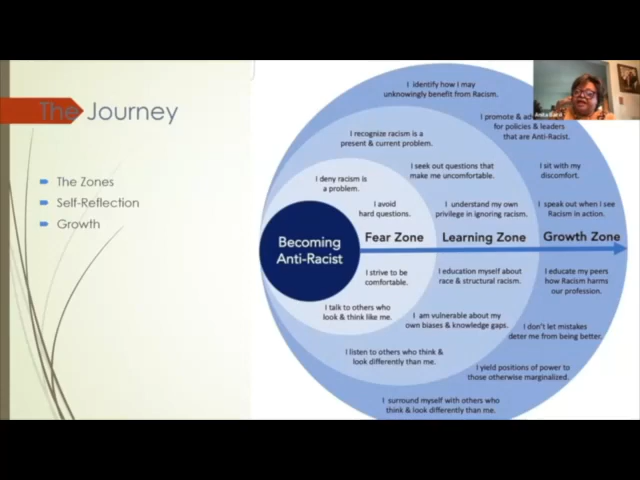 The Journey
The Zones
Self-Reflection
Growth
I identify how I may
unknowingly benefit from Racism.
I promote & ad
for policies & leaders
that are Anti-Racist.
I recognize racism is a
present & current problem.
I seek out questions that
make me uncomfortable.
I sit with my
discomfort.
I deny racism is
a problem.
I avoid
hard questions.
I understand my own
privilege in ignoring racism.
I speak out when I see
Racism in action.
Becoming
Anti-Racist
Fear Zone
Learning Zone
Growth Zone
I strive to be
comfortable.
I education myself about
race & structural racism.
I educate my peers
how Racism harms
our profession.
I talk to others who
look & think like me.
I am vulnerable about my
own biases & knowledge gaps.
I don't let mistakes
deter me from being better.
I listen to others who think &
look differently than me.
I yield positions of power to
those otherwise marginalized.
I surround myself with others who
think & look differently than me.